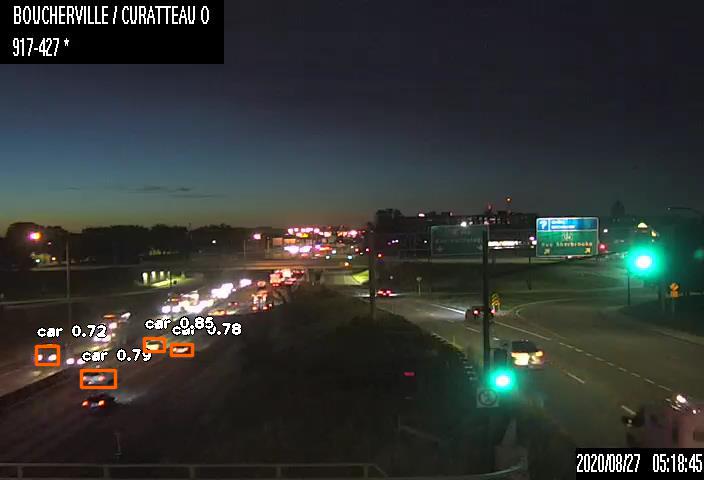 BOUCHERVILLE / CURATTEAU O
917-427 *
rue Sherbrooke
car 0.85
car 0.78
car 0.72
car 0.79
2020/08/27 05:18:45